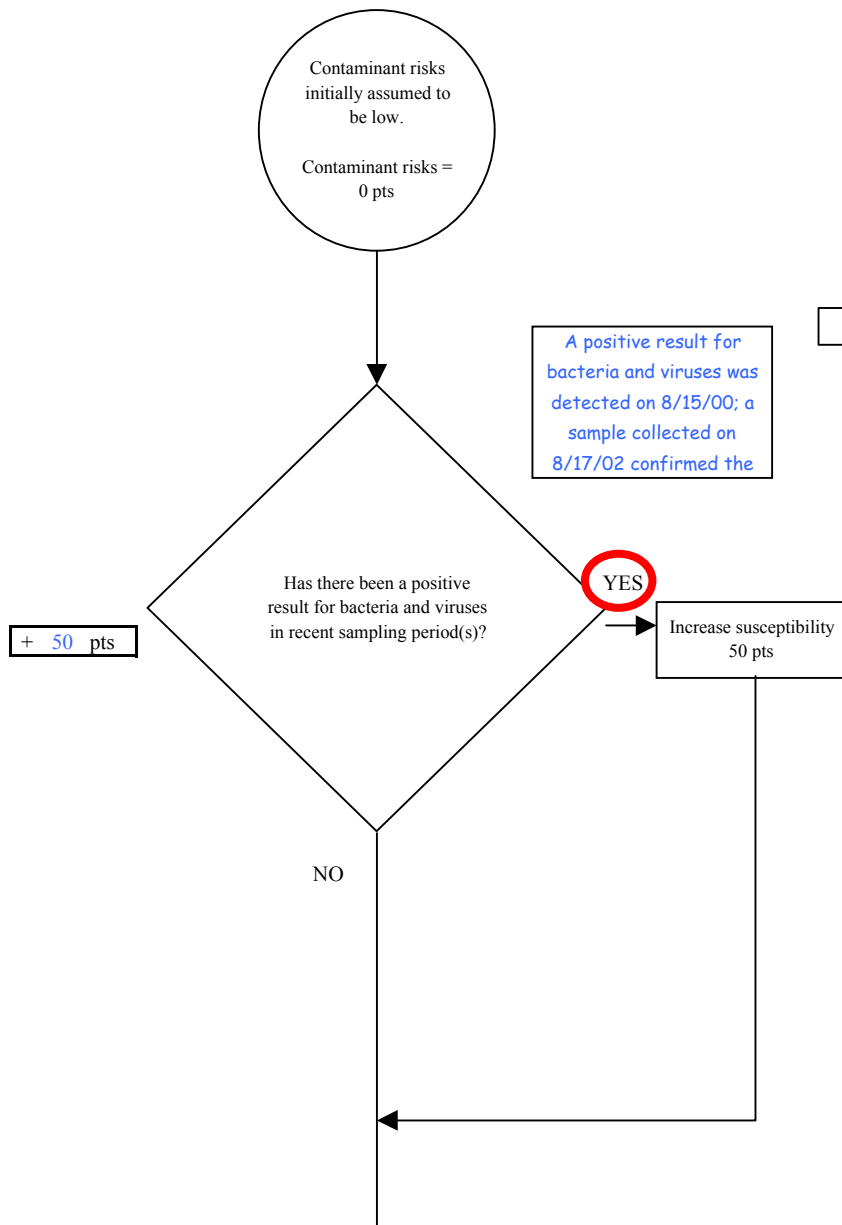 Contaminant risks
initially assumed to
be low.
Contaminant risks =
0 pts
A positive result for
bacteria and viruses was
detected on 8/15/00; a
sample collected on
8/17/02 confirmed the
Has there been a positive
result for bacteria and viruses
in recent sampling period(s)?
YES
+ 50 pts
Increase susceptibility
50 pts
NO